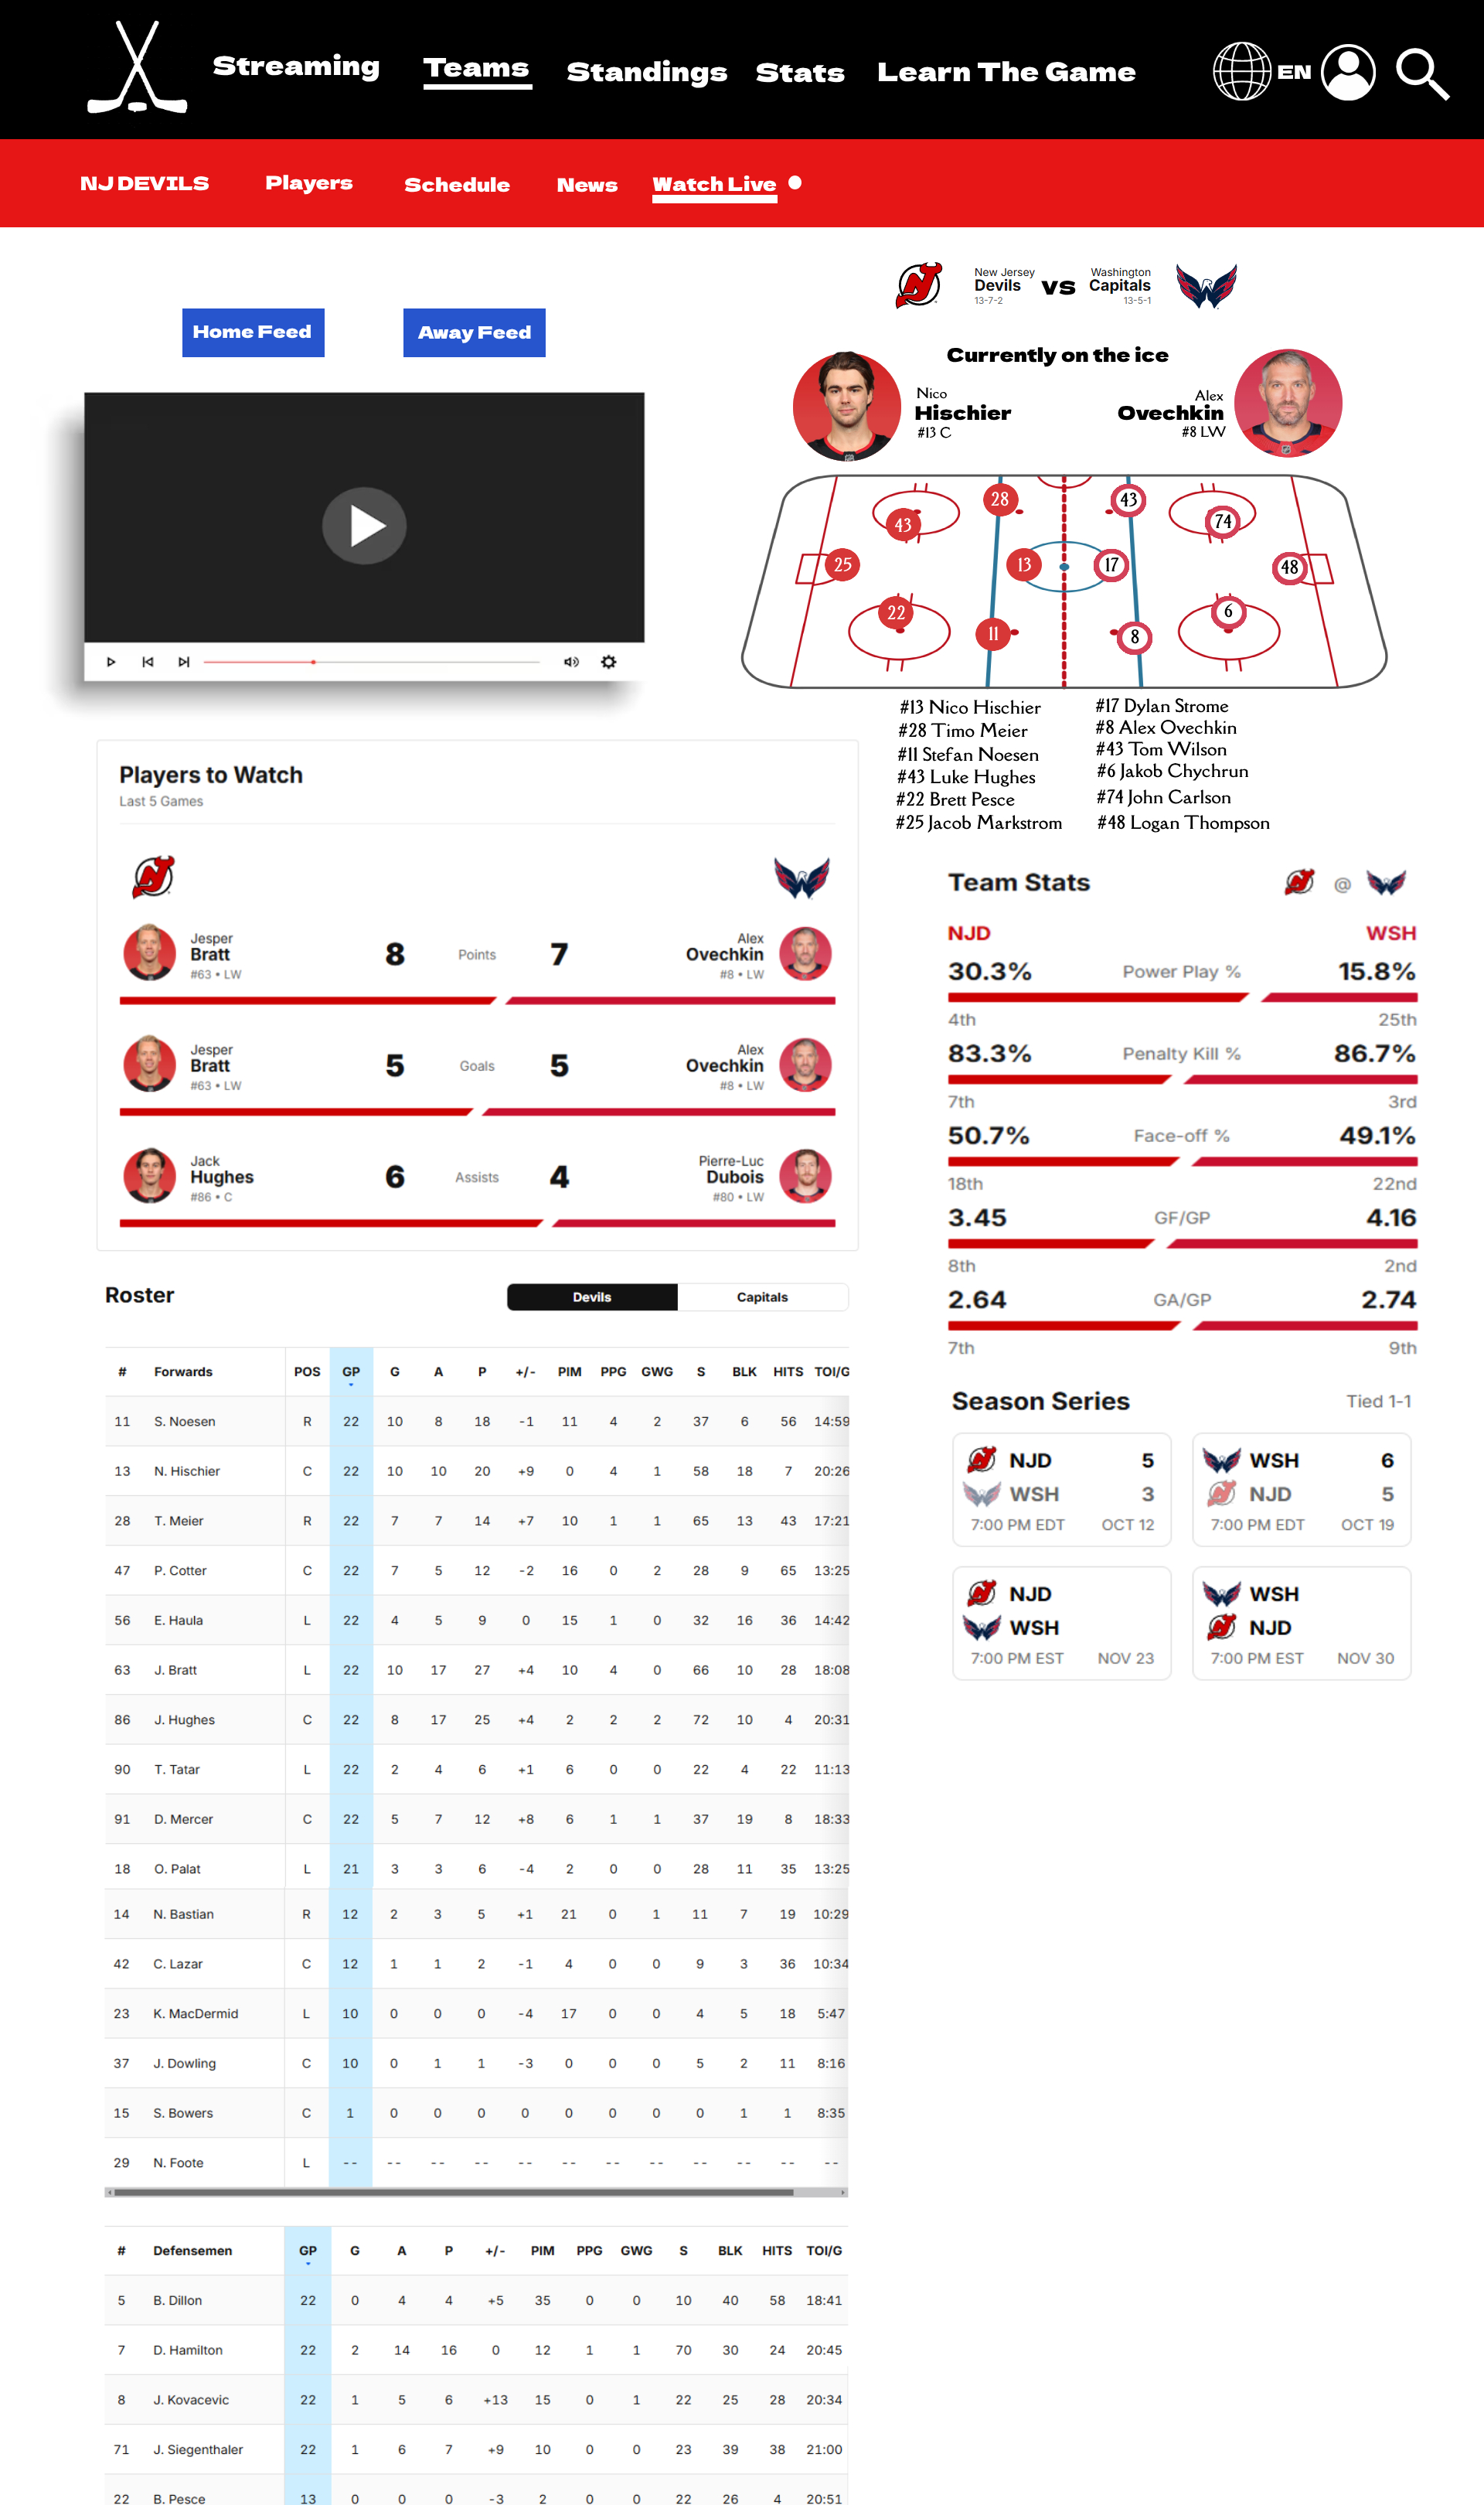 Streaming Teams Standings Stats Learn The Game EN
NJ DEVILS Players Schedule News Watch Live
New Jersey
Devils
13-7-2
vs
Washington
Capitals
13-5-1
Home Feed
Away Feed
Currently on the ice
Nico
Hischier
#13 C
Alex
Ovechkin
#8 LW
28 43
43 74
25 13 17 48
22 6
11 8
#13 Nico Hischier
#28 Timo Meier
#11 Stefan Noesen
#43 Luke Hughes
#22 Brett Pesce
#25 Jacob Markstrom
#17 Dylan Strome
#8 Alex Ovechkin
#43 Tom Wilson
#6 Jakob Chychrun
#74 John Carlson
#48 Logan Thompson
Players to Watch
Last 5 Games
Jesper
Bratt
#63 • LW
8 Points 7
Alex
Ovechkin
#8 • LW
Jesper
Bratt
#63 • LW
5 Goals 5
Alex
Ovechkin
#8 • LW
Jack
Hughes
#86 • C
6 Assists 4
Pierre-Luc
Dubois
#80 • LW
Team Stats @
NJD WSH
30.3% Power Play % 15.8%
4th 25th
83.3% Penalty Kill % 86.7%
7th 3rd
50.7% Face-off % 49.1%
18th 22nd
3.45 GF/GP 4.16
8th 2nd
2.64 GA/GP 2.74
7th 9th
Season Series Tied 1-1
NJD 5
WSH 3
7:00 PM EDT OCT 12
WSH 6
NJD 5
7:00 PM EDT OCT 19
NJD
WSH
7:00 PM EST NOV 23
WSH
NJD
7:00 PM EST NOV 30
Roster Devils Capitals
# Forwards POS GP G A P +/- PIM PPG GWG S BLK HITS TOI/G
11 S. Noesen R 22 10 8 18 -1 11 4 2 37 6 56 14:59
13 N. Hischier C 22 10 10 20 +9 0 4 1 58 18 7 20:26
28 T. Meier R 22 7 7 14 +7 10 1 1 65 13 43 17:21
47 P. Cotter C 22 7 5 12 -2 16 0 2 28 9 65 13:25
56 E. Haula L 22 4 5 9 0 15 1 0 32 16 36 14:42
63 J. Bratt L 22 10 17 27 +4 10 4 0 66 10 28 18:08
86 J. Hughes C 22 8 17 25 +4 2 2 2 72 10 4 20:31
90 T. Tatar L 22 2 4 6 +1 6 0 0 22 4 22 11:13
91 D. Mercer C 22 5 7 12 +8 6 1 1 37 19 8 18:33
18 O. Palat L 21 3 3 6 -4 2 0 0 28 11 35 13:25
14 N. Bastian R 12 2 3 5 +1 21 0 1 11 7 19 10:29
42 C. Lazar C 12 1 1 2 -1 4 0 0 9 3 36 10:34
23 K. MacDermid L 10 0 0 0 -4 17 0 0 4 5 18 5:47
37 J. Dowling C 10 0 1 1 -3 0 0 0 5 2 11 8:16
15 S. Bowers C 1 0 0 0 0 0 0 0 0 1 1 8:35
29 N. Foote L -- -- -- -- -- -- -- -- -- -- -- --
# Defensemen GP G A P +/- PIM PPG GWG S BLK HITS TOI/G
5 B. Dillon 22 0 4 4 +5 35 0 0 10 40 58 18:41
7 D. Hamilton 22 2 14 16 0 12 1 1 70 30 24 20:45
8 J. Kovacevic 22 1 5 6 +13 15 0 1 22 25 28 20:34
71 J. Siegenthaler 22 1 6 7 +9 10 0 0 23 39 38 21:00
22 B. Pesce 13 0 0 0 -3 2 0 0 22 26 4 20:51